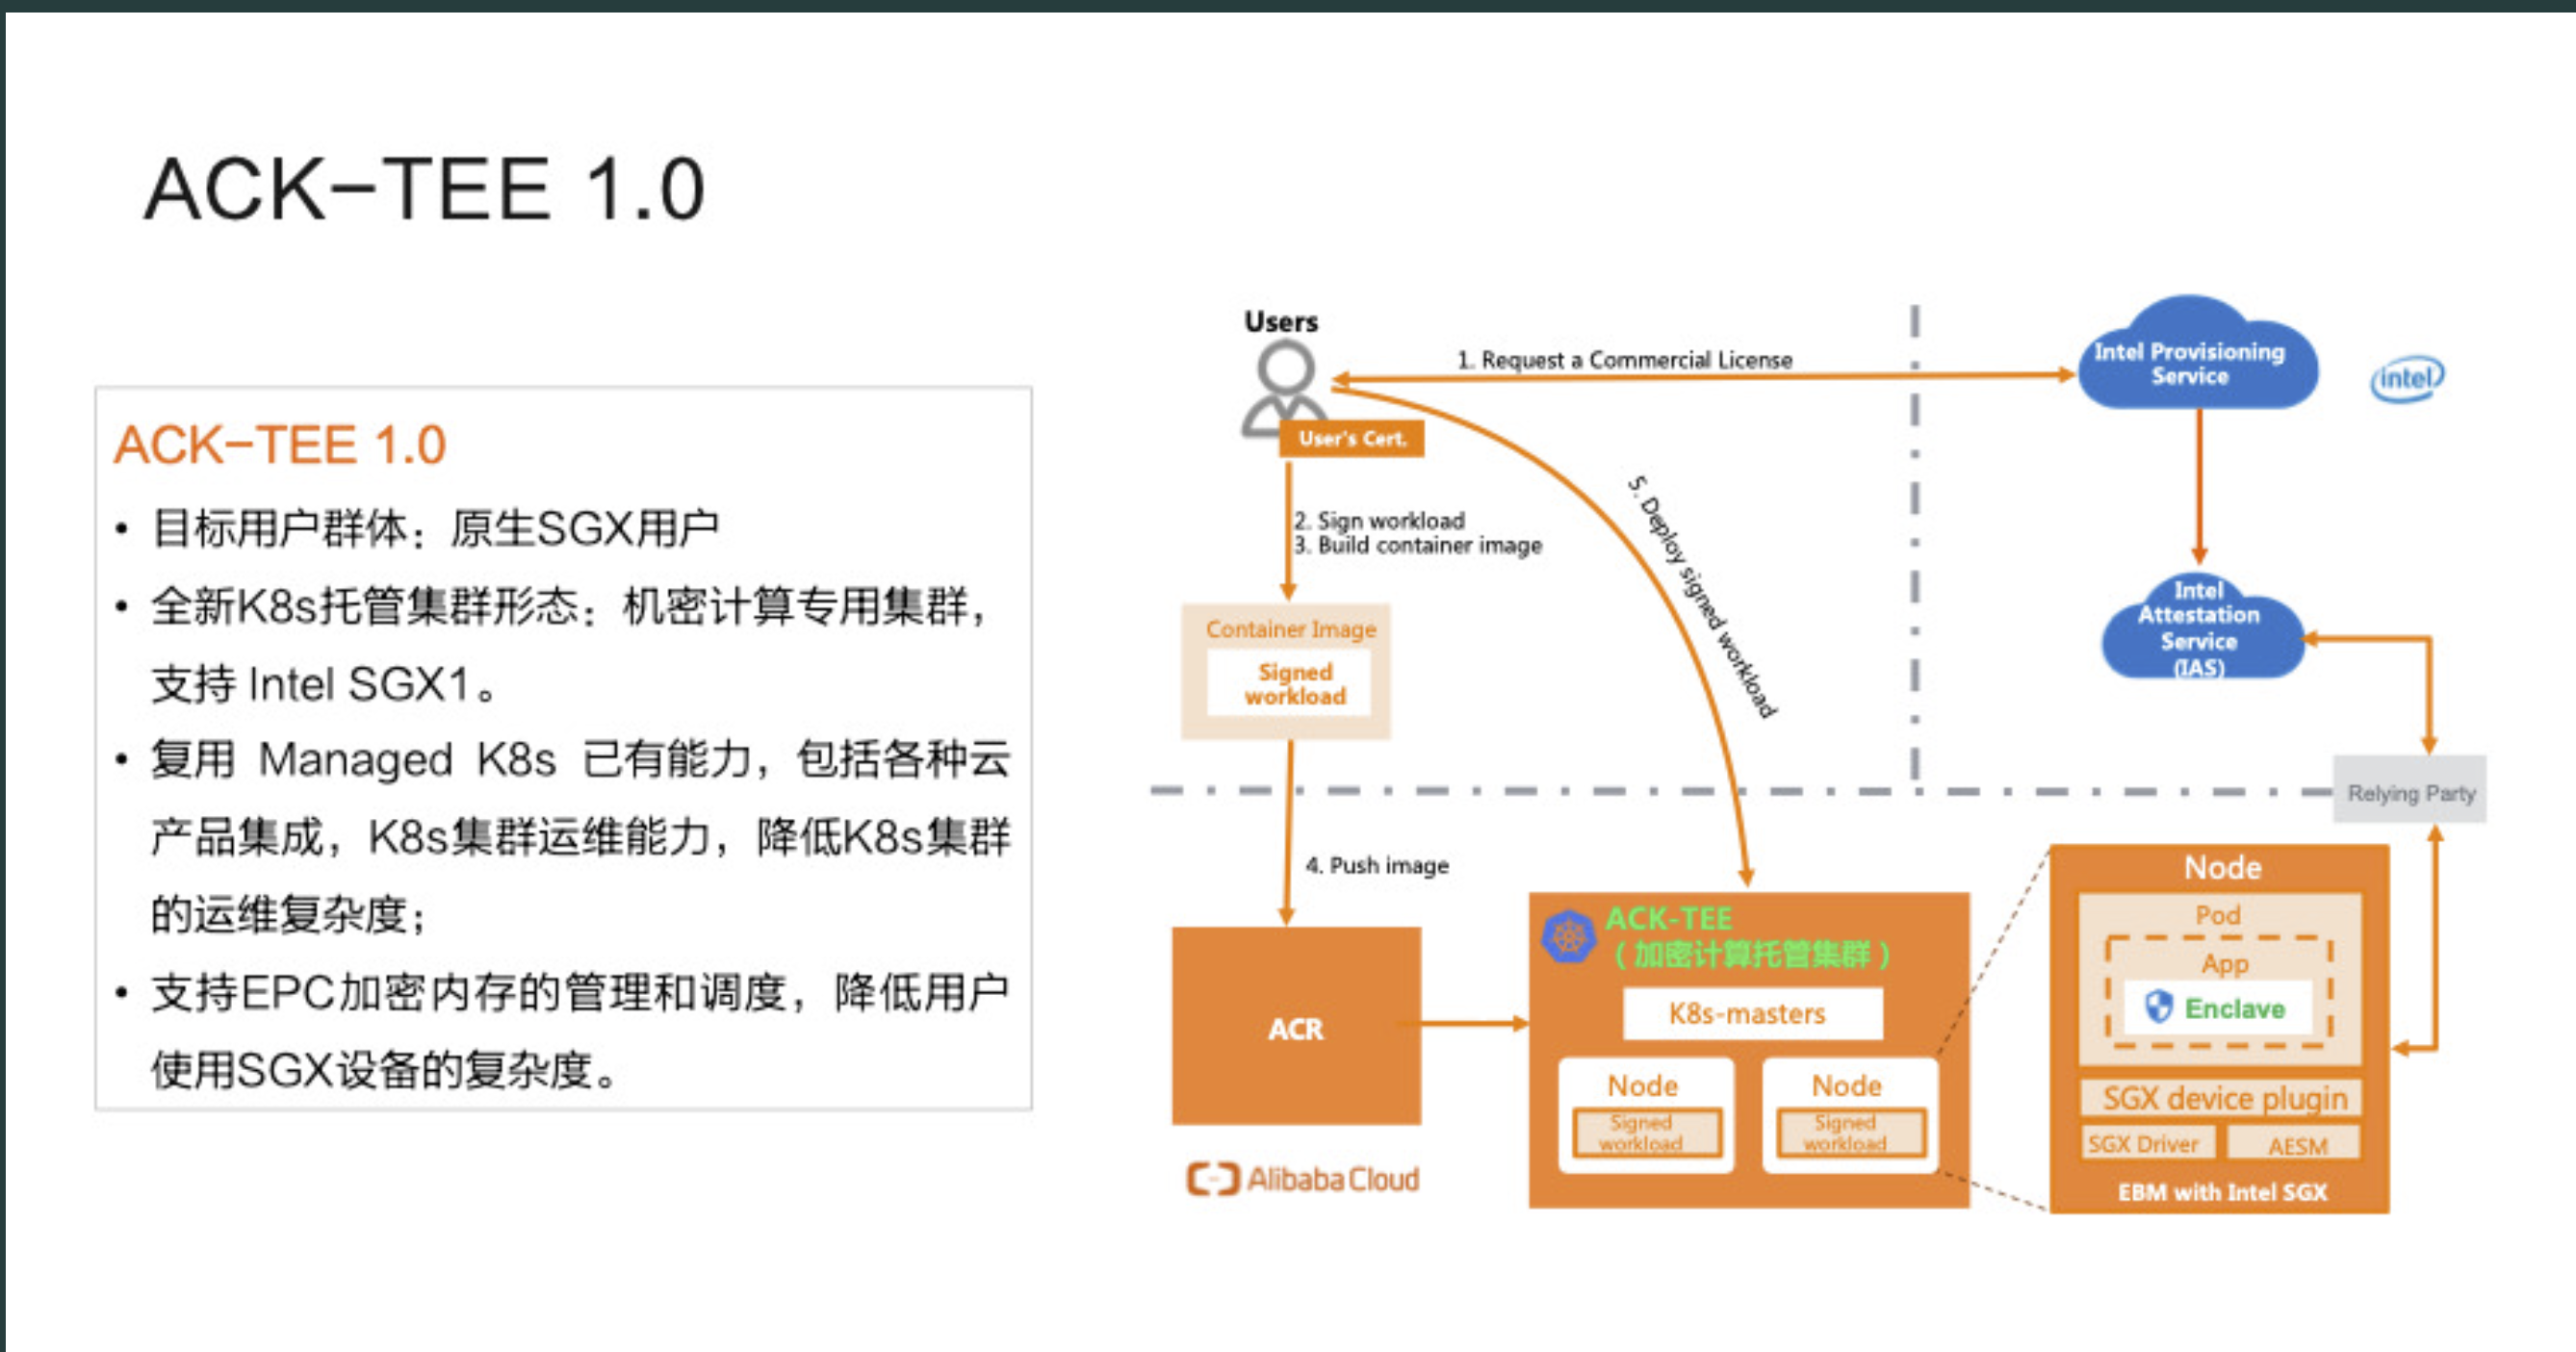 ACK-TEE 1.0
ACK-TEE 1.0
• 目标用户群体：原生SGX用户
• 全新K8s托管集群形态：机密计算专用集群，
支持 Intel SGX1。
• 复用 Managed K8s 已有能力，包括各种云
产品集成，K8s集群运维能力，降低K8s集群
的运维复杂度；
• 支持EPC加密内存的管理和调度，降低用户
使用SGX设备的复杂度。
Users
User's Cert.
1. Request a Commercial License
Intel Provisioning
Service
intel
2. Sign workload
3. Build container image
5. Deploy signed workload
Container Image
Signed
workload
Intel
Attestation
Service
(IAS)
Relying Party
4. Push image
ACR
Alibaba Cloud
ACK-TEE
（加密计算托管集群）
K8s-masters
Node
Signed
workload
Node
Signed
workload
Node
Pod
App
Enclave
SGX device plugin
SGX Driver
AESM
EBM with Intel SGX